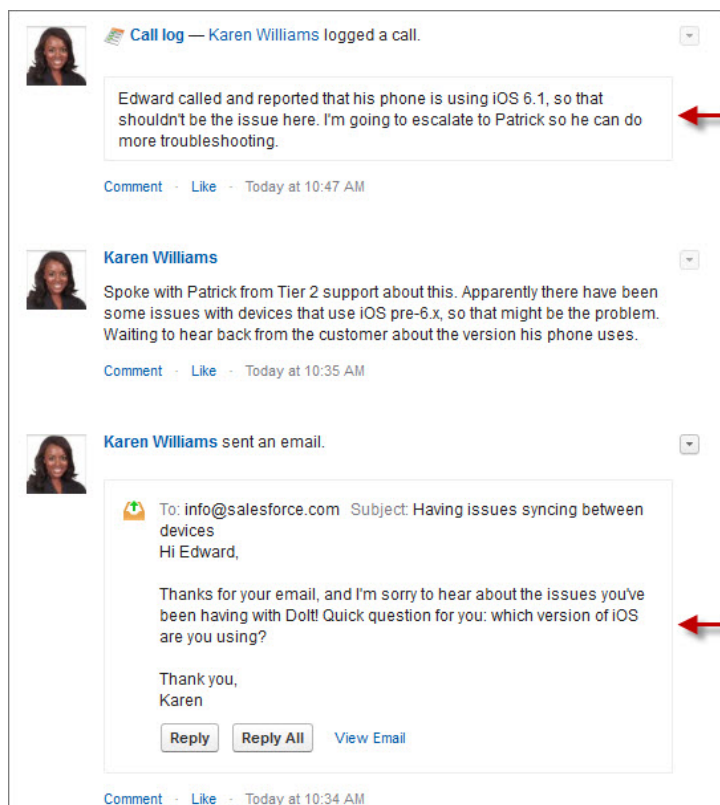 Call log — Karen Williams logged a call.
Edward called and reported that his phone is using iOS 6.1, so that
shouldn't be the issue here. I'm going to escalate to Patrick so he can do
more troubleshooting.
Comment · Like · Today at 10:47 AM
Karen Williams
Spoke with Patrick from Tier 2 support about this. Apparently there have been
some issues with devices that use iOS pre-6.x, so that might be the problem.
Waiting to hear back from the customer about the version his phone uses.
Comment · Like · Today at 10:35 AM
Karen Williams sent an email.
To: info@salesforce.com Subject: Having issues syncing between
devices
Hi Edward,
Thanks for your email, and I'm sorry to hear about the issues you've
been having with DoIt! Quick question for you: which version of iOS
are you using?
Thank you,
Karen
Reply Reply All View Email
Comment · Like · Today at 10:34 AM